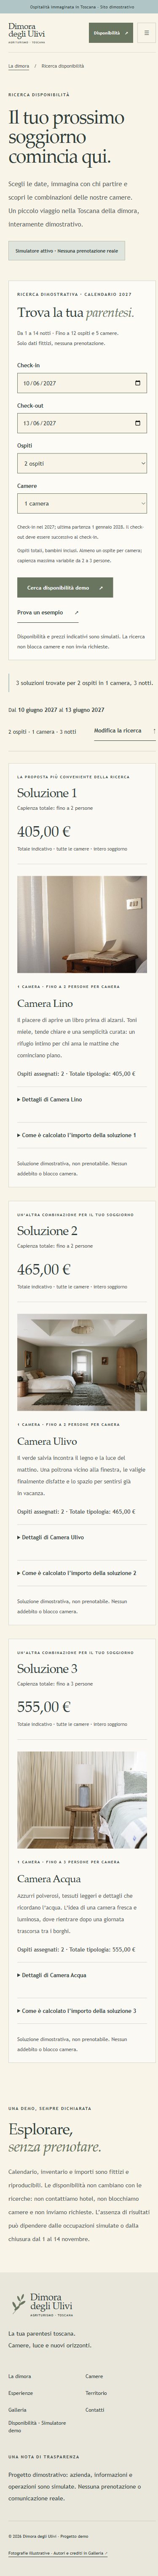 Ospitalità immaginata in Toscana · Sito dimostrativo
Dimora
degli Ulivi
AGRITURISMO · TOSCANA
Disponibilità ↗
La dimora / Ricerca disponibilità
RICERCA DISPONIBILITÀ
Il tuo prossimo
soggiorno
comincia qui.
Scegli le date, immagina con chi partire e
scopri le combinazioni delle nostre camere.
Un piccolo viaggio nella Toscana della dimora,
interamente dimostrativo.
Simulatore attivo · Nessuna prenotazione reale
RICERCA DIMOSTRATIVA · CALENDARIO 2027
Trova la tua parentesi.
Da 1 a 14 notti · Fino a 12 ospiti e 5 camere.
Solo dati fittizi, nessuna prenotazione.
Check-in
10/06/2027
Check-out
13/06/2027
Ospiti
2 ospiti
Camere
1 camera
Check-in nel 2027; ultima partenza 1 gennaio 2028. Il check-
out deve essere successivo al check-in.
Ospiti totali, bambini inclusi. Almeno un ospite per camera;
capienza massima variabile da 2 a 3 persone.
Cerca disponibilità demo ↗
Prova un esempio ↗
Disponibilità e prezzi indicativi sono simulati. La ricerca
non blocca camere e non invia richieste.
3 soluzioni trovate per 2 ospiti in 1 camera, 3 notti.
Dal 10 giugno 2027 al 13 giugno 2027
2 ospiti · 1 camera · 3 notti
Modifica la ricerca ↑
LA PROPOSTA PIÙ CONVENIENTE DELLA RICERCA
Soluzione 1
Capienza totale: fino a 2 persone
405,00 €
Totale indicativo · tutte le camere · intero soggiorno
1 CAMERA · FINO A 2 PERSONE PER CAMERA
Camera Lino
Il piacere di aprire un libro prima di alzarsi. Toni
miele, tende chiare e una semplicità curata: un
rifugio intimo per chi ama le mattine che
cominciano piano.
Ospiti assegnati: 2 · Totale tipologia: 405,00 €
Dettagli di Camera Lino
Come è calcolato l’importo della soluzione 1
Soluzione dimostrativa, non prenotabile. Nessun
addebito o blocco camera.
UN’ALTRA COMBINAZIONE PER IL TUO SOGGIORNO
Soluzione 2
Capienza totale: fino a 2 persone
465,00 €
Totale indicativo · tutte le camere · intero soggiorno
1 CAMERA · FINO A 2 PERSONE PER CAMERA
Camera Ulivo
Il verde salvia incontra il legno e la luce del
mattino. Una poltrona vicino alla finestra, le valigie
finalmente disfatte e lo spazio per sentirsi già
in vacanza.
Ospiti assegnati: 2 · Totale tipologia: 465,00 €
Dettagli di Camera Ulivo
Come è calcolato l’importo della soluzione 2
Soluzione dimostrativa, non prenotabile. Nessun
addebito o blocco camera.
UN’ALTRA COMBINAZIONE PER IL TUO SOGGIORNO
Soluzione 3
Capienza totale: fino a 3 persone
555,00 €
Totale indicativo · tutte le camere · intero soggiorno
Camera Acqua
Azzurri polverosi, tessuti leggeri e dettagli che
ricordano l’acqua. L’idea di una camera fresca e
luminosa, dove rientrare dopo una giornata
trascorsa tra i borghi.
Ospiti assegnati: 2 · Totale tipologia: 555,00 €
Dettagli di Camera Acqua
Come è calcolato l’importo della soluzione 3
Soluzione dimostrativa, non prenotabile. Nessun
addebito o blocco camera.
UNA DEMO, SEMPRE DICHIARATA
Esplorare,
senza prenotare.
Calendario, inventario e importi sono fittizi e
riproducibili. Le disponibilità non cambiano con le
ricerche: non contattiamo hotel, non blocchiamo
camere e non inviamo richieste. L’assenza di risultati
può dipendere dalle occupazioni simulate o dalla
chiusura dal 1 al 14 novembre.
Dimora
degli Ulivi
AGRITURISMO · TOSCANA
La tua parentesi toscana.
Camere, luce e nuovi orizzonti.
La dimora
Camere
Esperienze
Territorio
Galleria
Contatti
Disponibilità · Simulatore
demo
UNA NOTA DI TRASPARENZA
Progetto dimostrativo: azienda, informazioni e
operazioni sono simulate. Nessuna prenotazione o
comunicazione reale.
© 2026 Dimora degli Ulivi · Progetto demo
Fotografie illustrative · Autori e crediti in Galleria